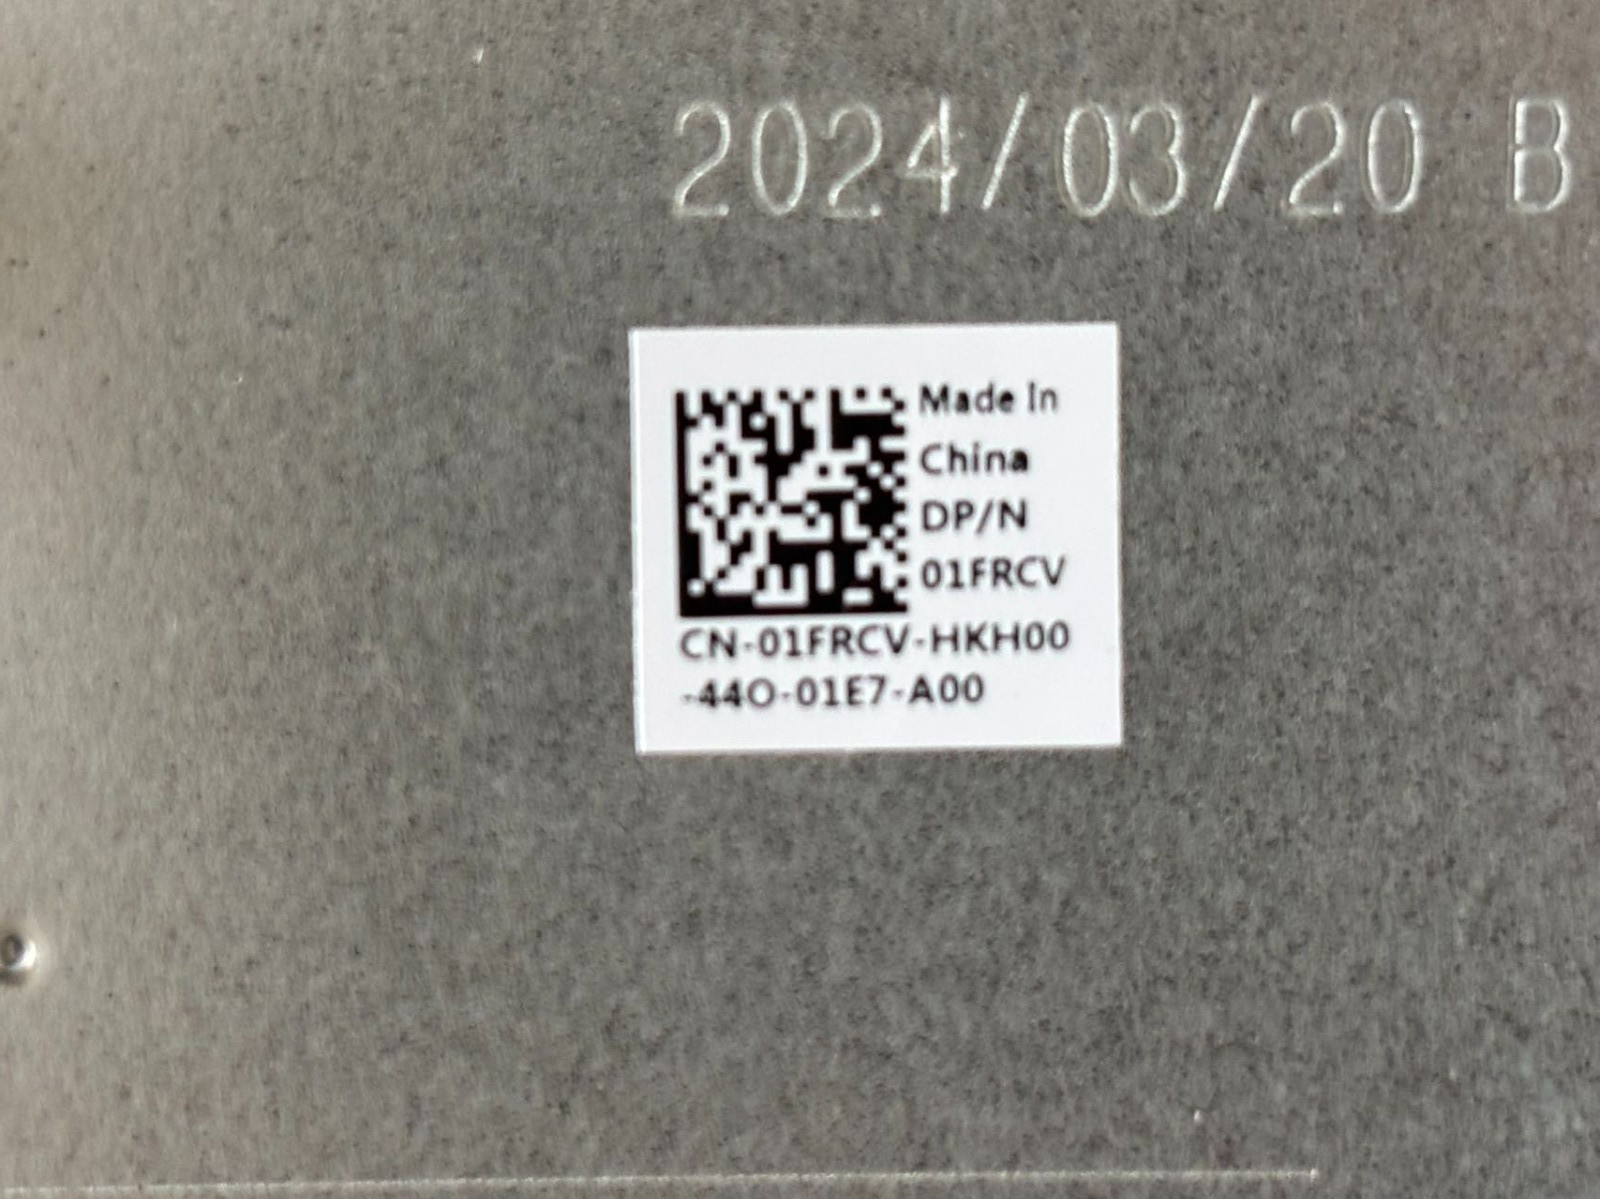 2024/03/20 B
Made In
China
DP/N
01FRCV
CN-01FRCV-HKH00
-44O-01E7-A00